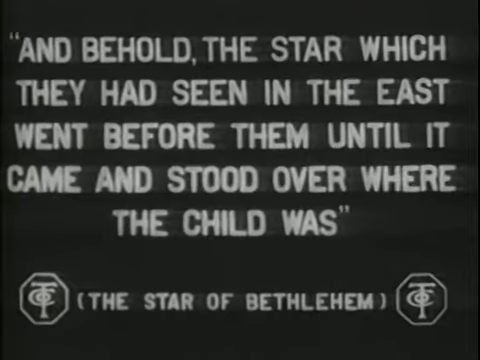 "AND BEHOLD, THE STAR WHICH
THEY HAD SEEN IN THE EAST
WENT BEFORE THEM UNTIL IT
CAME AND STOOD OVER WHERE
THE CHILD WAS"
(THE STAR OF BETHLEHEM)